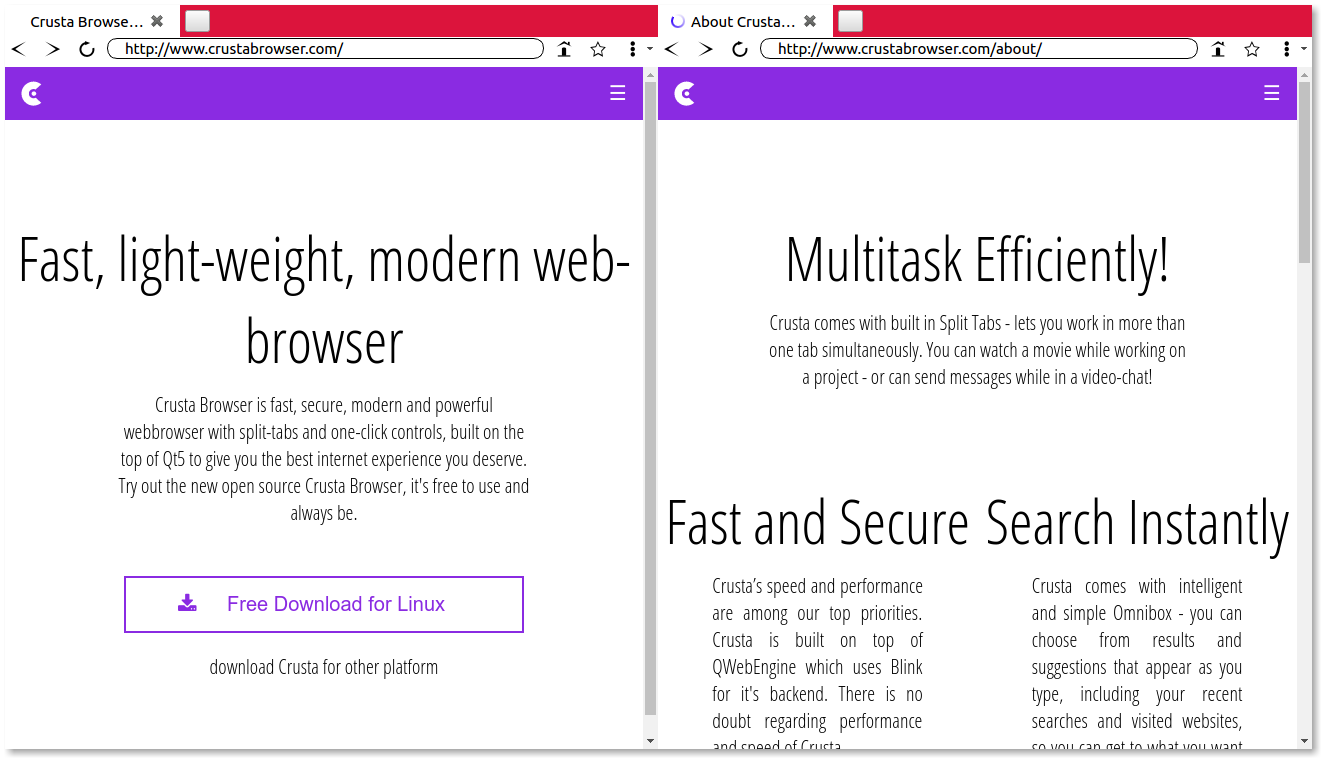 Crusta Browse...
http://www.crustabrowser.com/
Fast, light-weight, modern web-
browser
Crusta Browser is fast, secure, modern and powerful
webbrowser with split-tabs and one-click controls, built on the
top of Qt5 to give you the best internet experience you deserve.
Try out the new open source Crusta Browser, it's free to use and
always be.
Free Download for Linux
download Crusta for other platform
About Crusta...
http://www.crustabrowser.com/about/
Multitask Efficiently!
Crusta comes with built in Split Tabs - lets you work in more than
one tab simultaneously. You can watch a movie while working on
a project - or can send messages while in a video-chat!
Fast and Secure
Crusta’s speed and performance
are among our top priorities.
Crusta is built on top of
QWebEngine which uses Blink
for it's backend. There is no
doubt regarding performance
and speed of Crusta
Search Instantly
Crusta comes with intelligent
and simple Omnibox - you can
choose from results and
suggestions that appear as you
type, including your recent
searches and visited websites,
so you can get to what you want